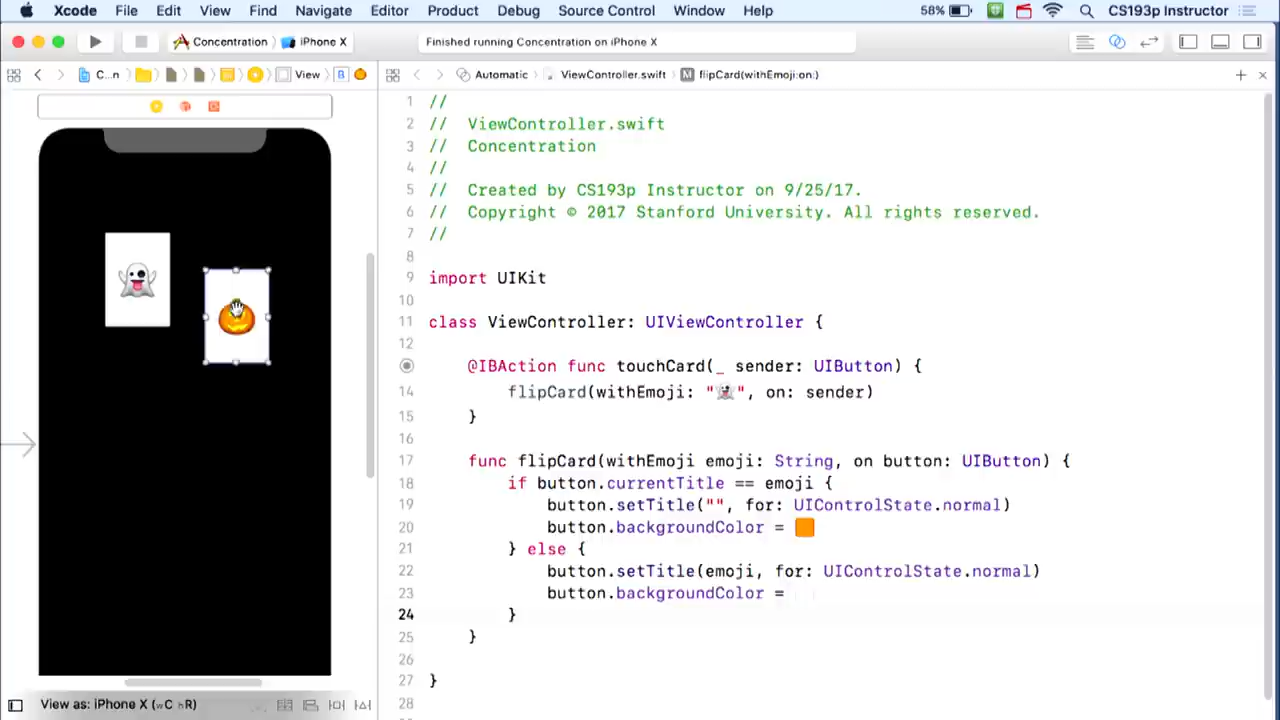 Xcode File Edit View Find Navigate Editor Product Debug Source Control Window Help 58% CS193p Instructor
Concentration iPhone X Finished running Concentration on iPhone X
C...n View B Automatic ViewController.swift M flipCard(withEmoji:on:)
1 //
2 // ViewController.swift
3 // Concentration
4 //
5 // Created by CS193p Instructor on 9/25/17.
6 // Copyright © 2017 Stanford University. All rights reserved.
7 //
8
9 import UIKit
10
11 class ViewController: UIViewController {
12
@IBAction func touchCard(_ sender: UIButton) {
14 flipCard(withEmoji: "👻", on: sender)
15 }
16
17 func flipCard(withEmoji emoji: String, on button: UIButton) {
18 if button.currentTitle == emoji {
19 button.setTitle("", for: UIControlState.normal)
20 button.backgroundColor = 🟧
21 } else {
22 button.setTitle(emoji, for: UIControlState.normal)
23 button.backgroundColor =
24 }
25 }
26
27 }
28
View as: iPhone X (wC hR)